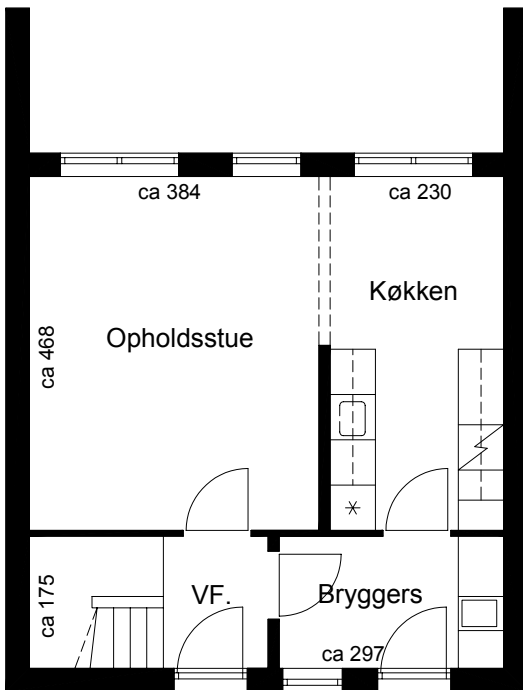 ca 384
ca 230
Køkken
Opholdsstue
ca 468
ca 175
VF.
Bryggers
ca 297